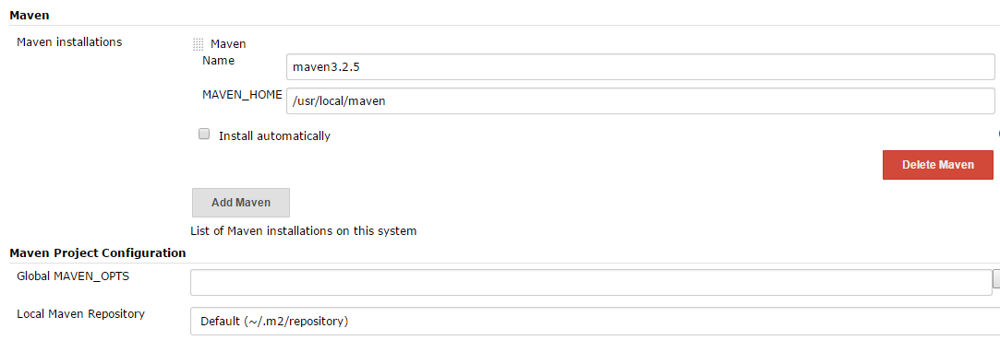 Maven
Maven installations
Maven
Name
maven3.2.5
MAVEN_HOME
/usr/local/maven
Install automatically
Delete Maven
Add Maven
List of Maven installations on this system
Maven Project Configuration
Global MAVEN_OPTS
Local Maven Repository
Default (~/.m2/repository)